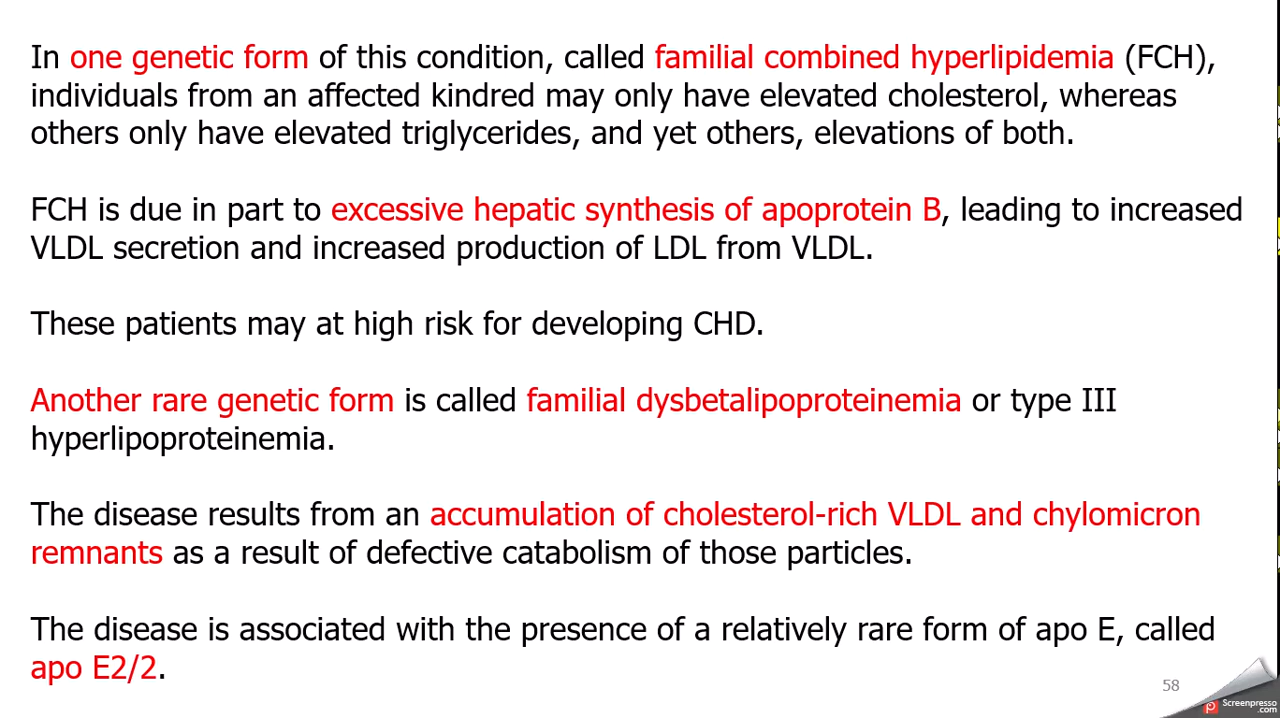 In one genetic form of this condition, called familial combined hyperlipidemia (FCH),
individuals from an affected kindred may only have elevated cholesterol, whereas
others only have elevated triglycerides, and yet others, elevations of both.
FCH is due in part to excessive hepatic synthesis of apoprotein B, leading to increased
VLDL secretion and increased production of LDL from VLDL.
These patients may at high risk for developing CHD.
Another rare genetic form is called familial dysbetalipoproteinemia or type III
hyperlipoproteinemia.
The disease results from an accumulation of cholesterol-rich VLDL and chylomicron
remnants as a result of defective catabolism of those particles.
The disease is associated with the presence of a relatively rare form of apo E, called
apo E2/2.
58
Screenpresso
.com